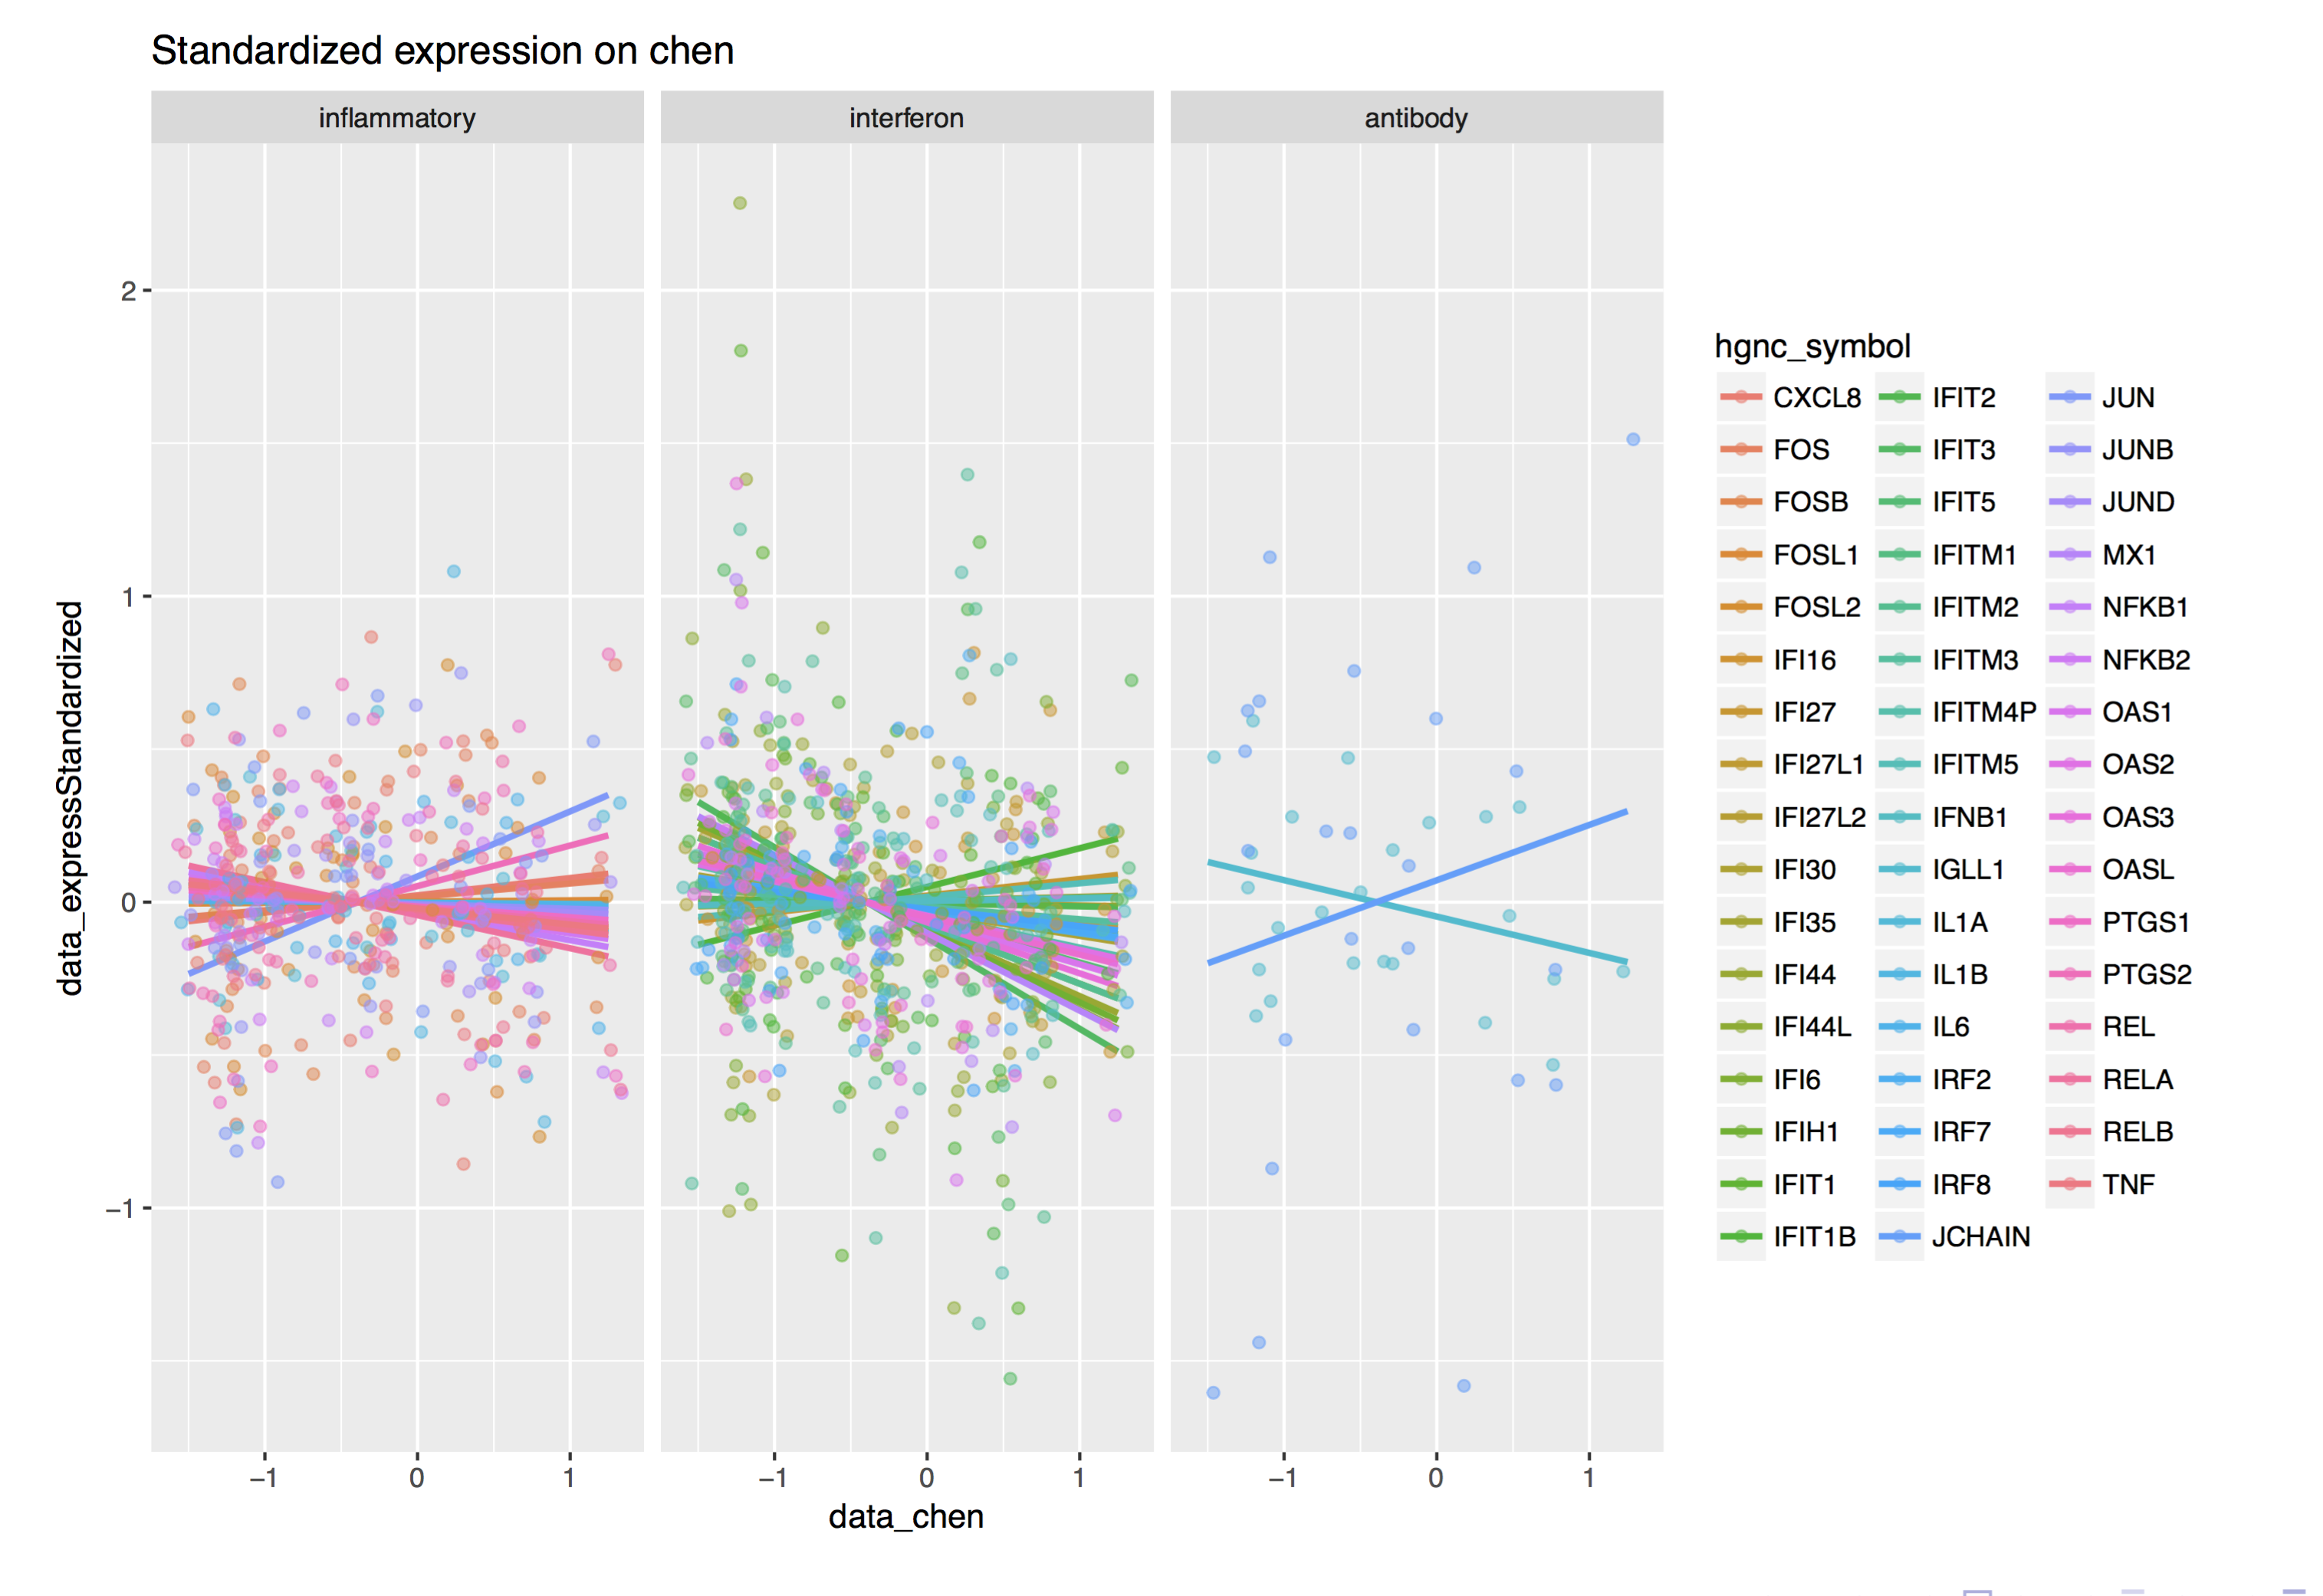 Standardized expression on chen
inflammatory
interferon
antibody
data_expressStandardized
2
1
0
−1
−1 0 1
−1 0 1
−1 0 1
data_chen
hgnc_symbol
CXCL8
FOS
FOSB
FOSL1
FOSL2
IFI16
IFI27
IFI27L1
IFI27L2
IFI30
IFI35
IFI44
IFI44L
IFI6
IFIH1
IFIT1
IFIT1B
IFIT2
IFIT3
IFIT5
IFITM1
IFITM2
IFITM3
IFITM4P
IFITM5
IFNB1
IGLL1
IL1A
IL1B
IL6
IRF2
IRF7
IRF8
JCHAIN
JUN
JUNB
JUND
MX1
NFKB1
NFKB2
OAS1
OAS2
OAS3
OASL
PTGS1
PTGS2
REL
RELA
RELB
TNF